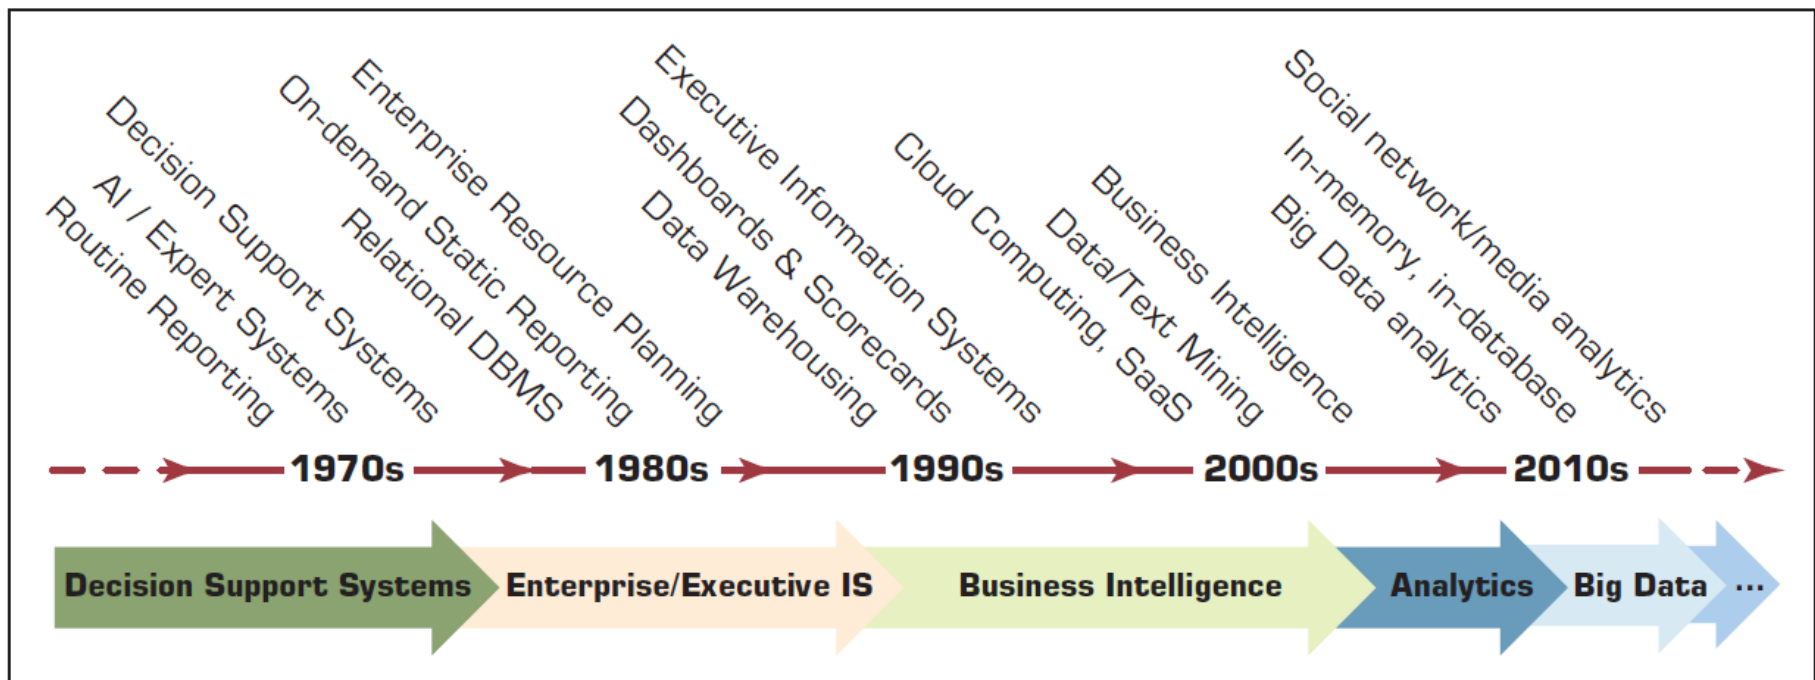 Routine Reporting
AI / Expert Systems
Decision Support Systems
Relational DBMS
On-demand Static Reporting
Enterprise Resource Planning
Data Warehousing
Dashboards & Scorecards
Executive Information Systems
Cloud Computing, SaaS
Data/Text Mining
Business Intelligence
Big Data analytics
In-memory, in-database
Social network/media analytics
1970s 1980s 1990s 2000s 2010s
Decision Support Systems Enterprise/Executive IS Business Intelligence Analytics Big Data ...